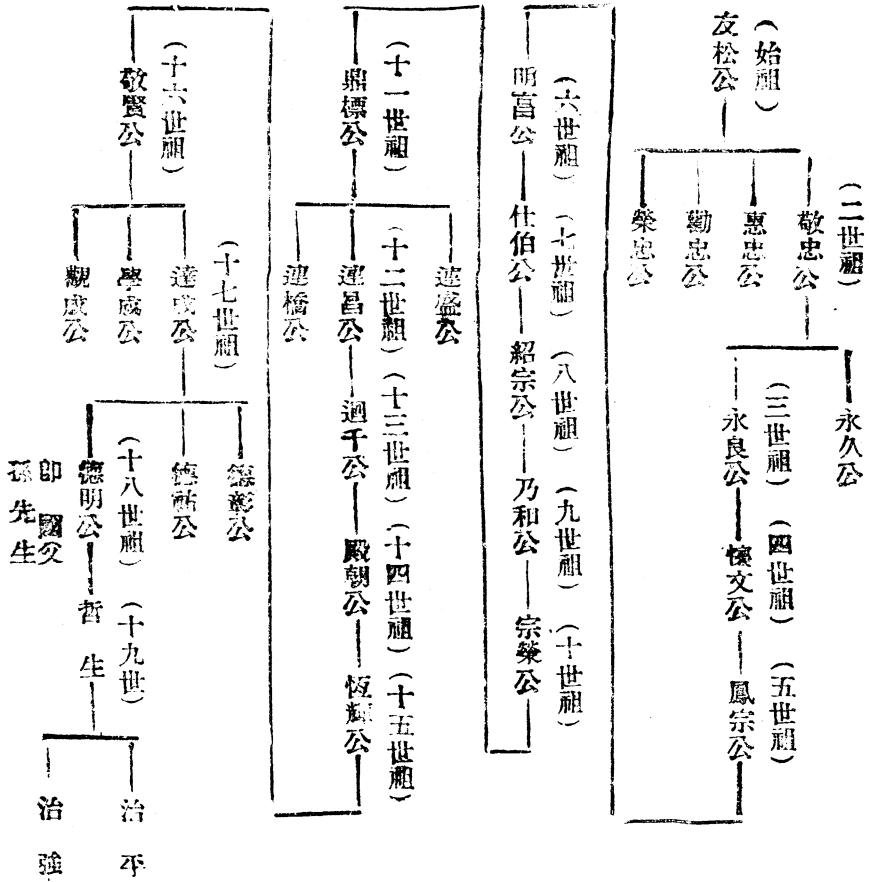 （始祖）
友松公
（二世祖）
敬忠公
惠忠公
勸忠公
榮忠公
永久公
（三世祖）
永良公
（四世祖）
懷文公
（五世祖）
鳳宗公
（六世祖）
明富公
（七世祖）
仕伯公
（八世祖）
紹宗公
（九世祖）
乃和公
（十世祖）
宗榮公
（十一世祖）
鼎標公
蓮盛公
（十二世祖）
連昌公
連橋公
（十三世祖）
迥千公
（十四世祖）
殿朝公
（十五世祖）
恆輝公
（十六世祖）
敬賢公
（十七世祖）
達成公
學成公
觀成公
德彰公
德祐公
（十八世祖）
德明公
即 國父
孫先生
（十九世）
哲 生
治 平
治 強